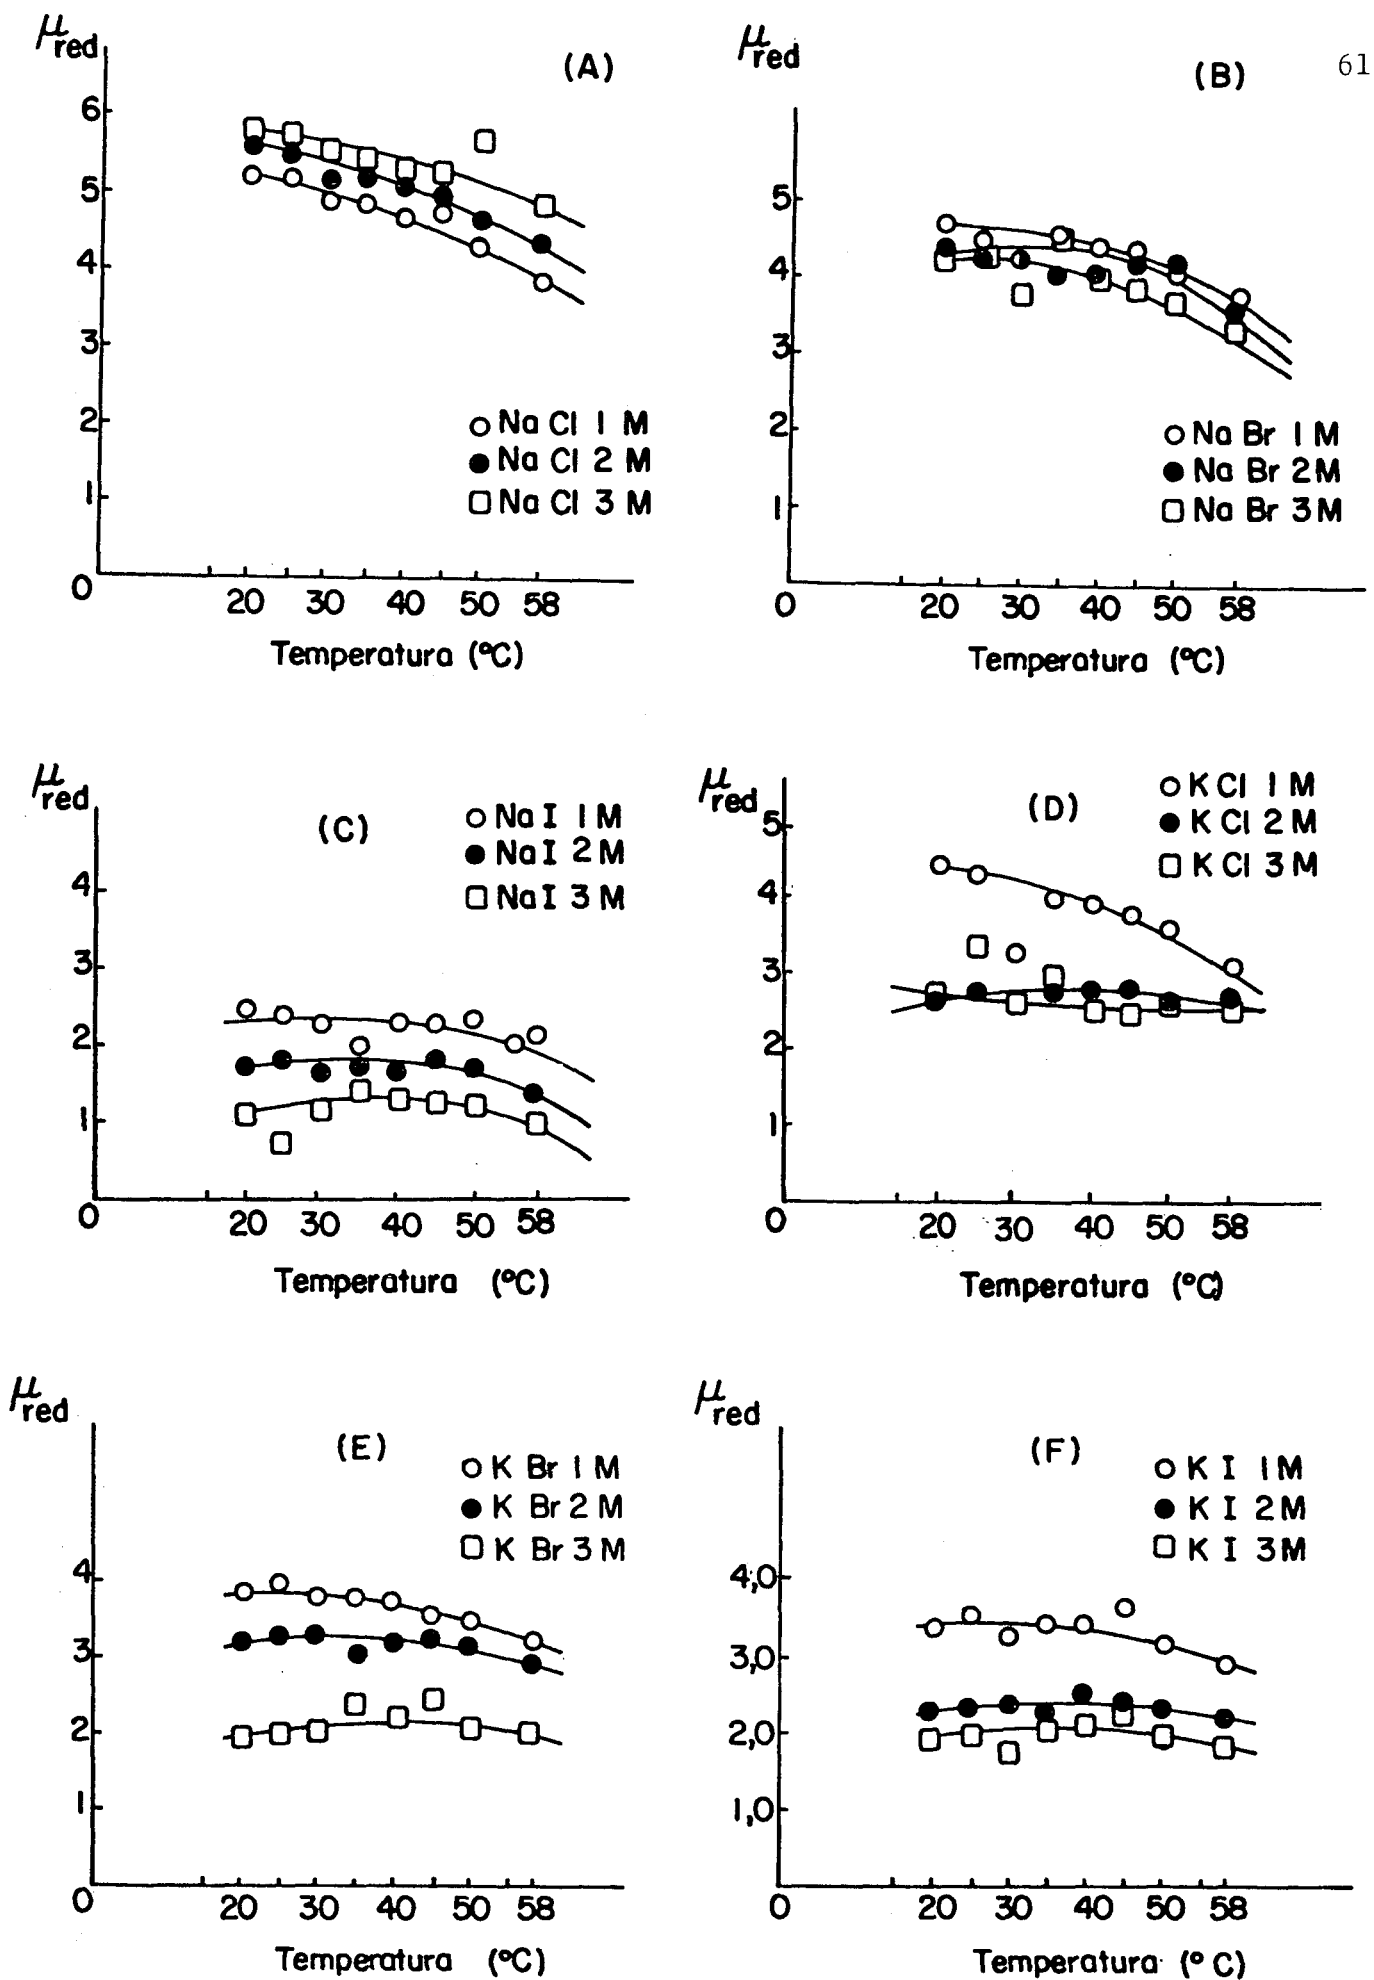 61
μred
(A)
6
5
4
3
2
1
0
20 30 40 50 58
○ Na Cl 1 M
● Na Cl 2 M
□ Na Cl 3 M
Temperatura (°C)
μred
(B)
5
4
3
2
1
0
20 30 40 50 58
○ Na Br 1 M
● Na Br 2 M
□ Na Br 3 M
Temperatura (°C)
μred
(C)
○ Na I 1 M
● Na I 2 M
□ Na I 3 M
4
3
2
1
0
20 30 40 50 58
Temperatura (°C)
μred
(D)
○ K Cl 1 M
● K Cl 2 M
□ K Cl 3 M
5
4
3
2
1
0
20 30 40 50 58
Temperatura (°C)
μred
(E)
○ K Br 1 M
● K Br 2 M
□ K Br 3 M
4
3
2
1
0
20 30 40 50 58
Temperatura (°C)
μred
(F)
○ K I 1M
● K I 2M
□ K I 3M
4,0
3,0
2,0
1,0
0
20 30 40 50 58
Temperatura (°C)